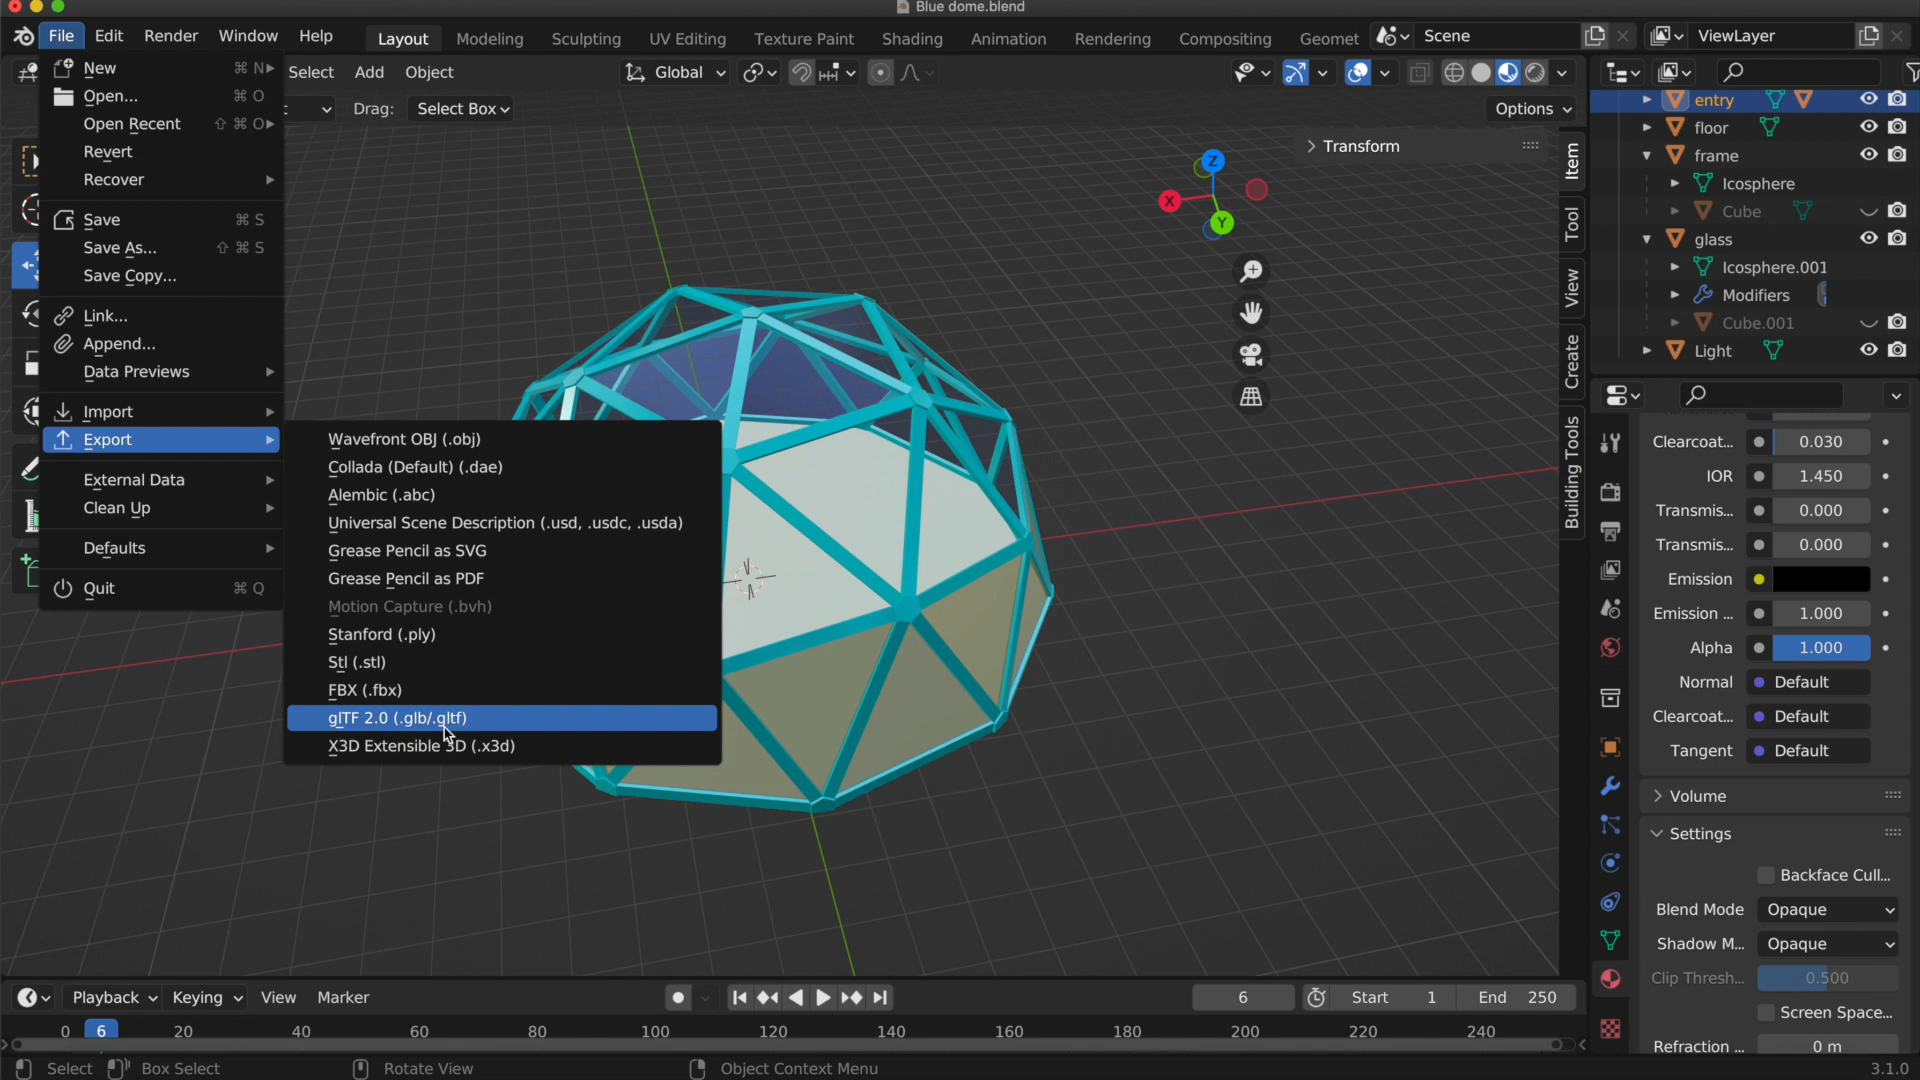 Blue dome.blend
File Edit Render Window Help Layout Modeling Sculpting UV Editing Texture Paint Shading Animation Rendering Compositing Geomet Scene ViewLayer
Select Add Object Global
Drag: Select Box Options
New ⌘ N
Open... ⌘ O
Open Recent ⇧ ⌘ O
Revert
Recover
Save ⌘ S
Save As... ⇧ ⌘ S
Save Copy...
Link...
Append...
Data Previews
Import
Export
External Data
Clean Up
Defaults
Quit ⌘ Q
Wavefront OBJ (.obj)
Collada (Default) (.dae)
Alembic (.abc)
Universal Scene Description (.usd, .usdc, .usda)
Grease Pencil as SVG
Grease Pencil as PDF
Motion Capture (.bvh)
Stanford (.ply)
Stl (.stl)
FBX (.fbx)
glTF 2.0 (.glb/.gltf)
X3D Extensible 3D (.x3d)
Transform
Z
X
Y
Item
Tool
View
Create
Building Tools
entry
floor
frame
Icosphere
Cube
glass
Icosphere.001
Modifiers
Cube.001
Light
Clearcoat... 0.030
IOR 1.450
Transmis... 0.000
Transmis... 0.000
Emission
Emission ... 1.000
Alpha 1.000
Normal Default
Clearcoat... Default
Tangent Default
Volume
Settings
Backface Cull...
Blend Mode Opaque
Shadow M... Opaque
Clip Thresh... 0.500
Screen Space...
Refraction ... 0 m
Playback Keying View Marker 6 Start 1 End 250
0 6 20 40 60 80 100 120 140 160 180 200 220 240
Select Box Select Rotate View Object Context Menu 3.1.0